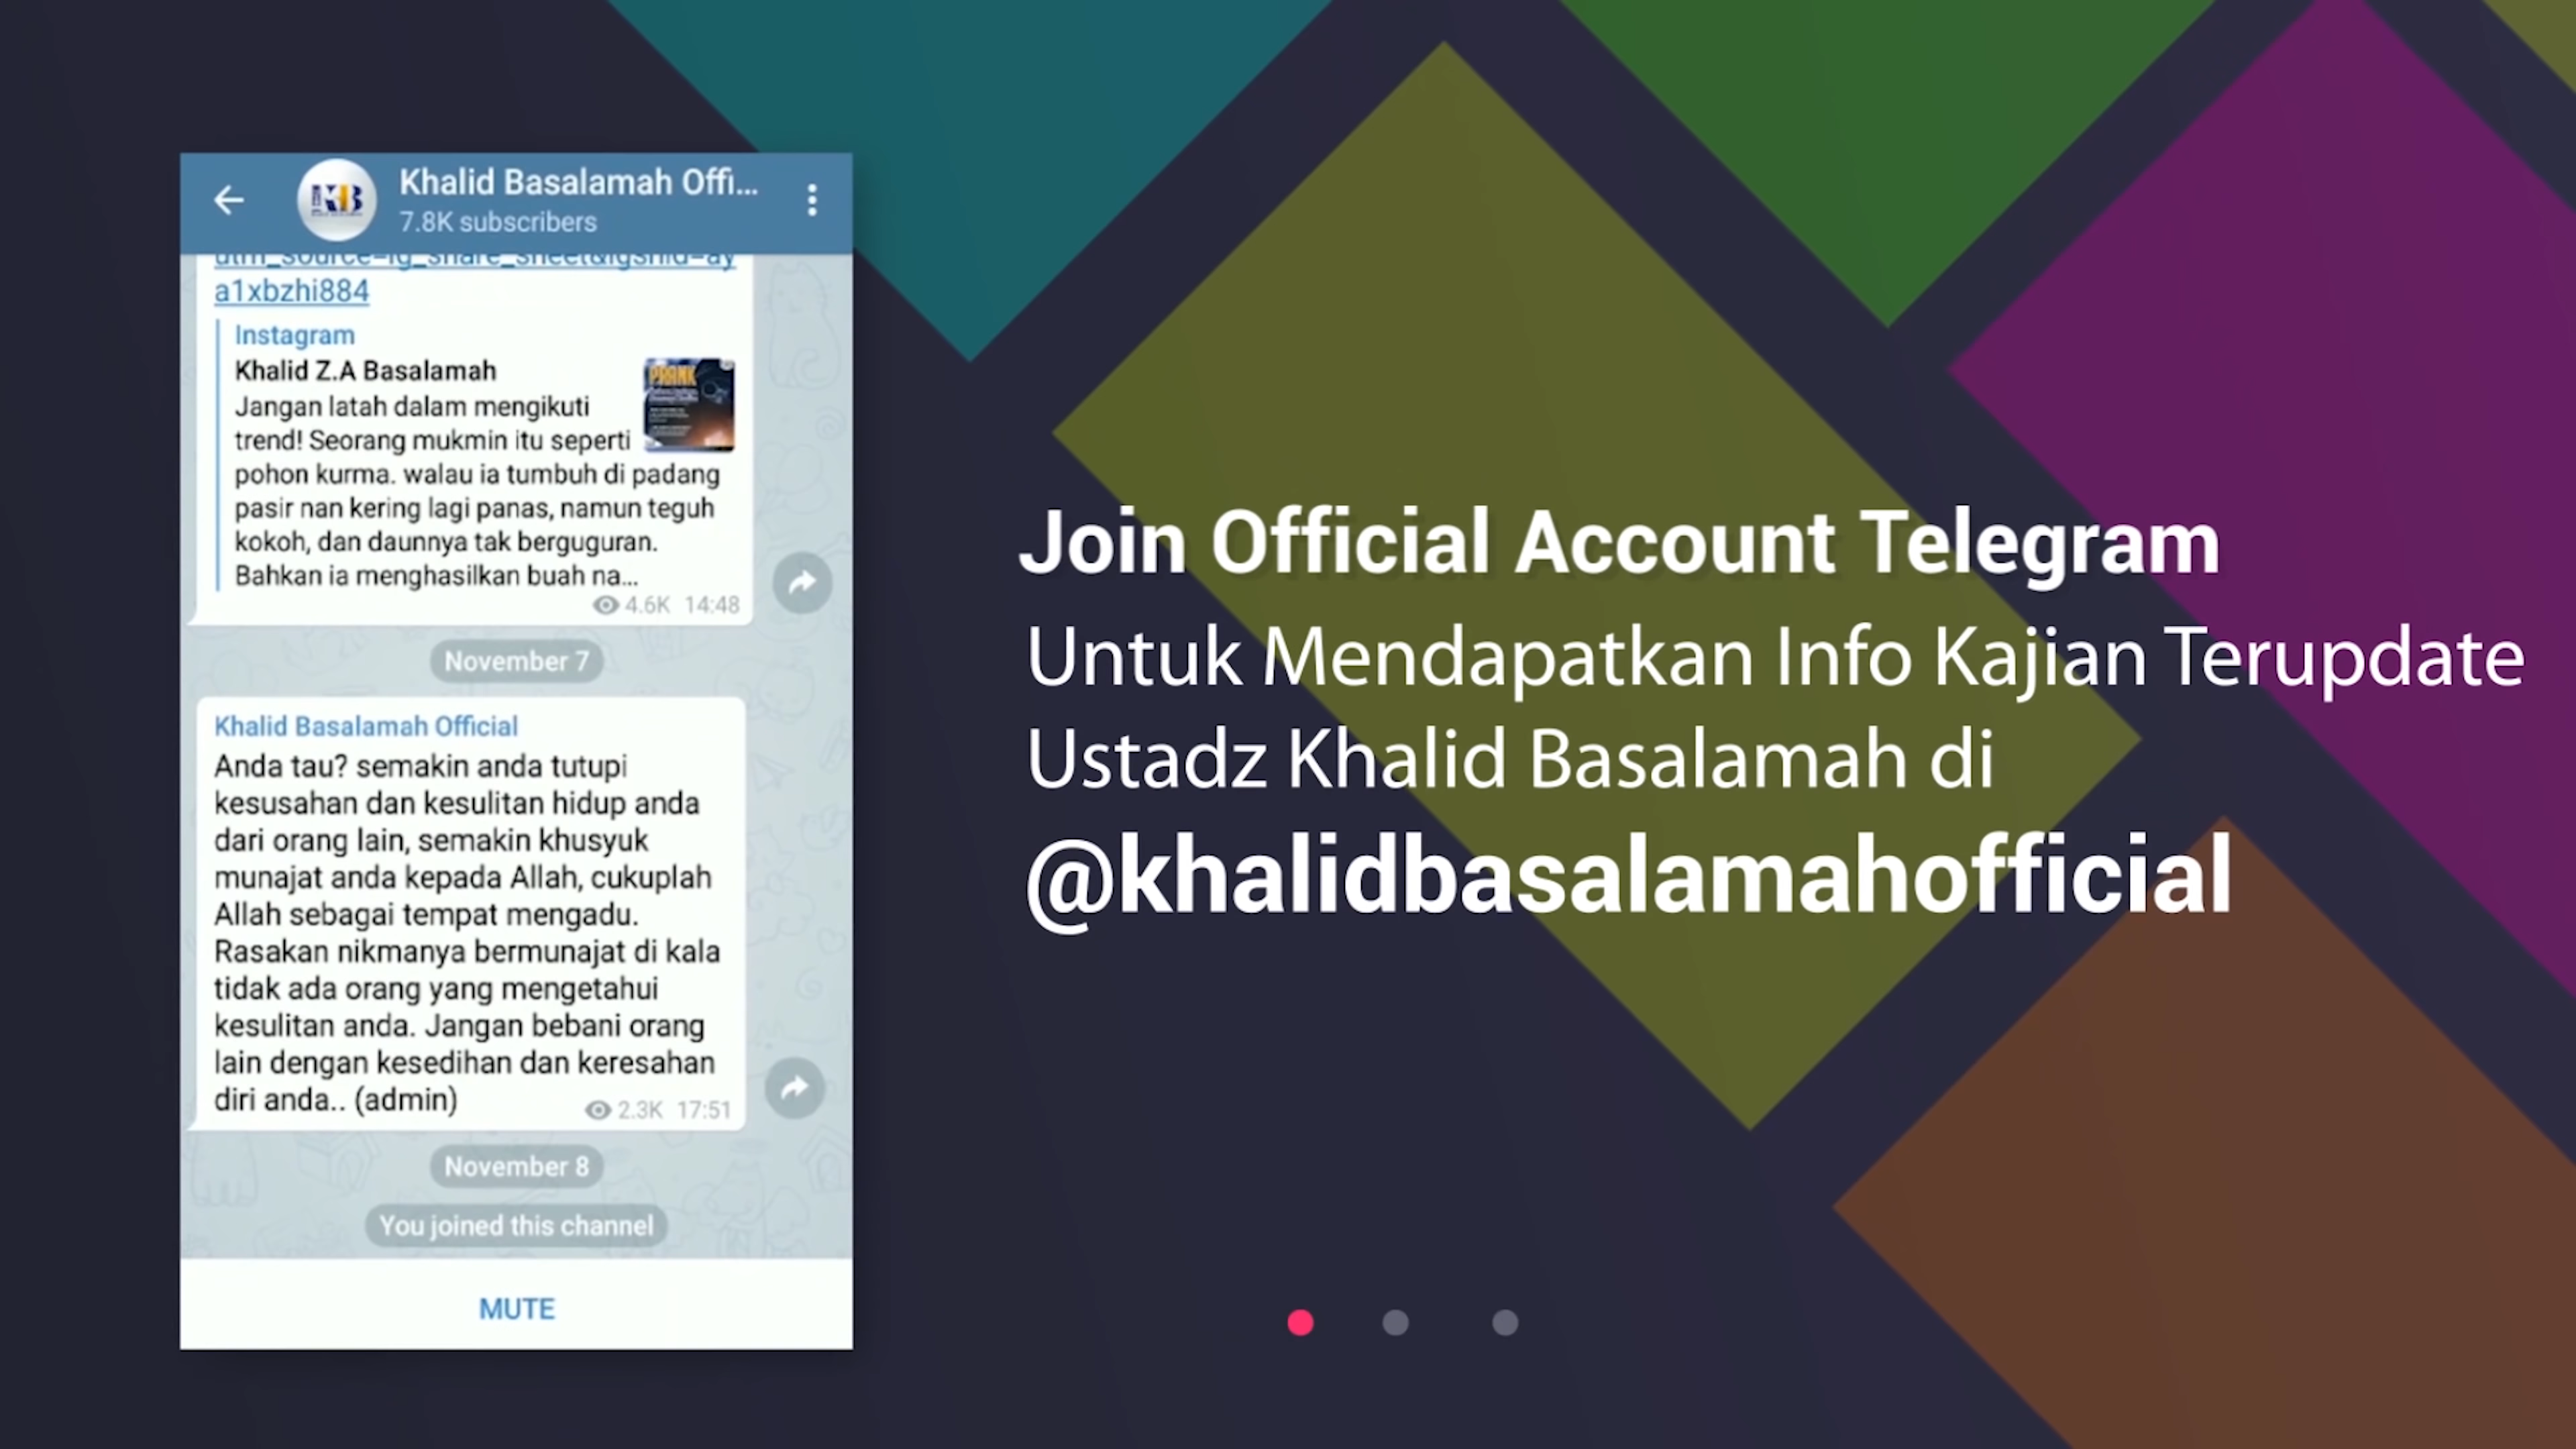 Khalid Basalamah Offi...
7.8K subscribers
utm_source=ig_share_sheet&igshid=ay
a1xbzhi884
Instagram
Khalid Z.A Basalamah
Jangan latah dalam mengikuti
trend! Seorang mukmin itu seperti
pohon kurma. walau ia tumbuh di padang
pasir nan kering lagi panas, namun teguh
kokoh, dan daunnya tak berguguran.
Bahkan ia menghasilkan buah na...
PRANK
4.6K 14:48
November 7
Khalid Basalamah Official
Anda tau? semakin anda tutupi
kesusahan dan kesulitan hidup anda
dari orang lain, semakin khusyuk
munajat anda kepada Allah, cukuplah
Allah sebagai tempat mengadu.
Rasakan nikmanya bermunajat di kala
tidak ada orang yang mengetahui
kesulitan anda. Jangan bebani orang
lain dengan kesedihan dan keresahan
diri anda.. (admin)
2.3K 17:51
November 8
You joined this channel
MUTE
Join Official Account Telegram
Untuk Mendapatkan Info Kajian Terupdate
Ustadz Khalid Basalamah di
@khalidbasalamahofficial